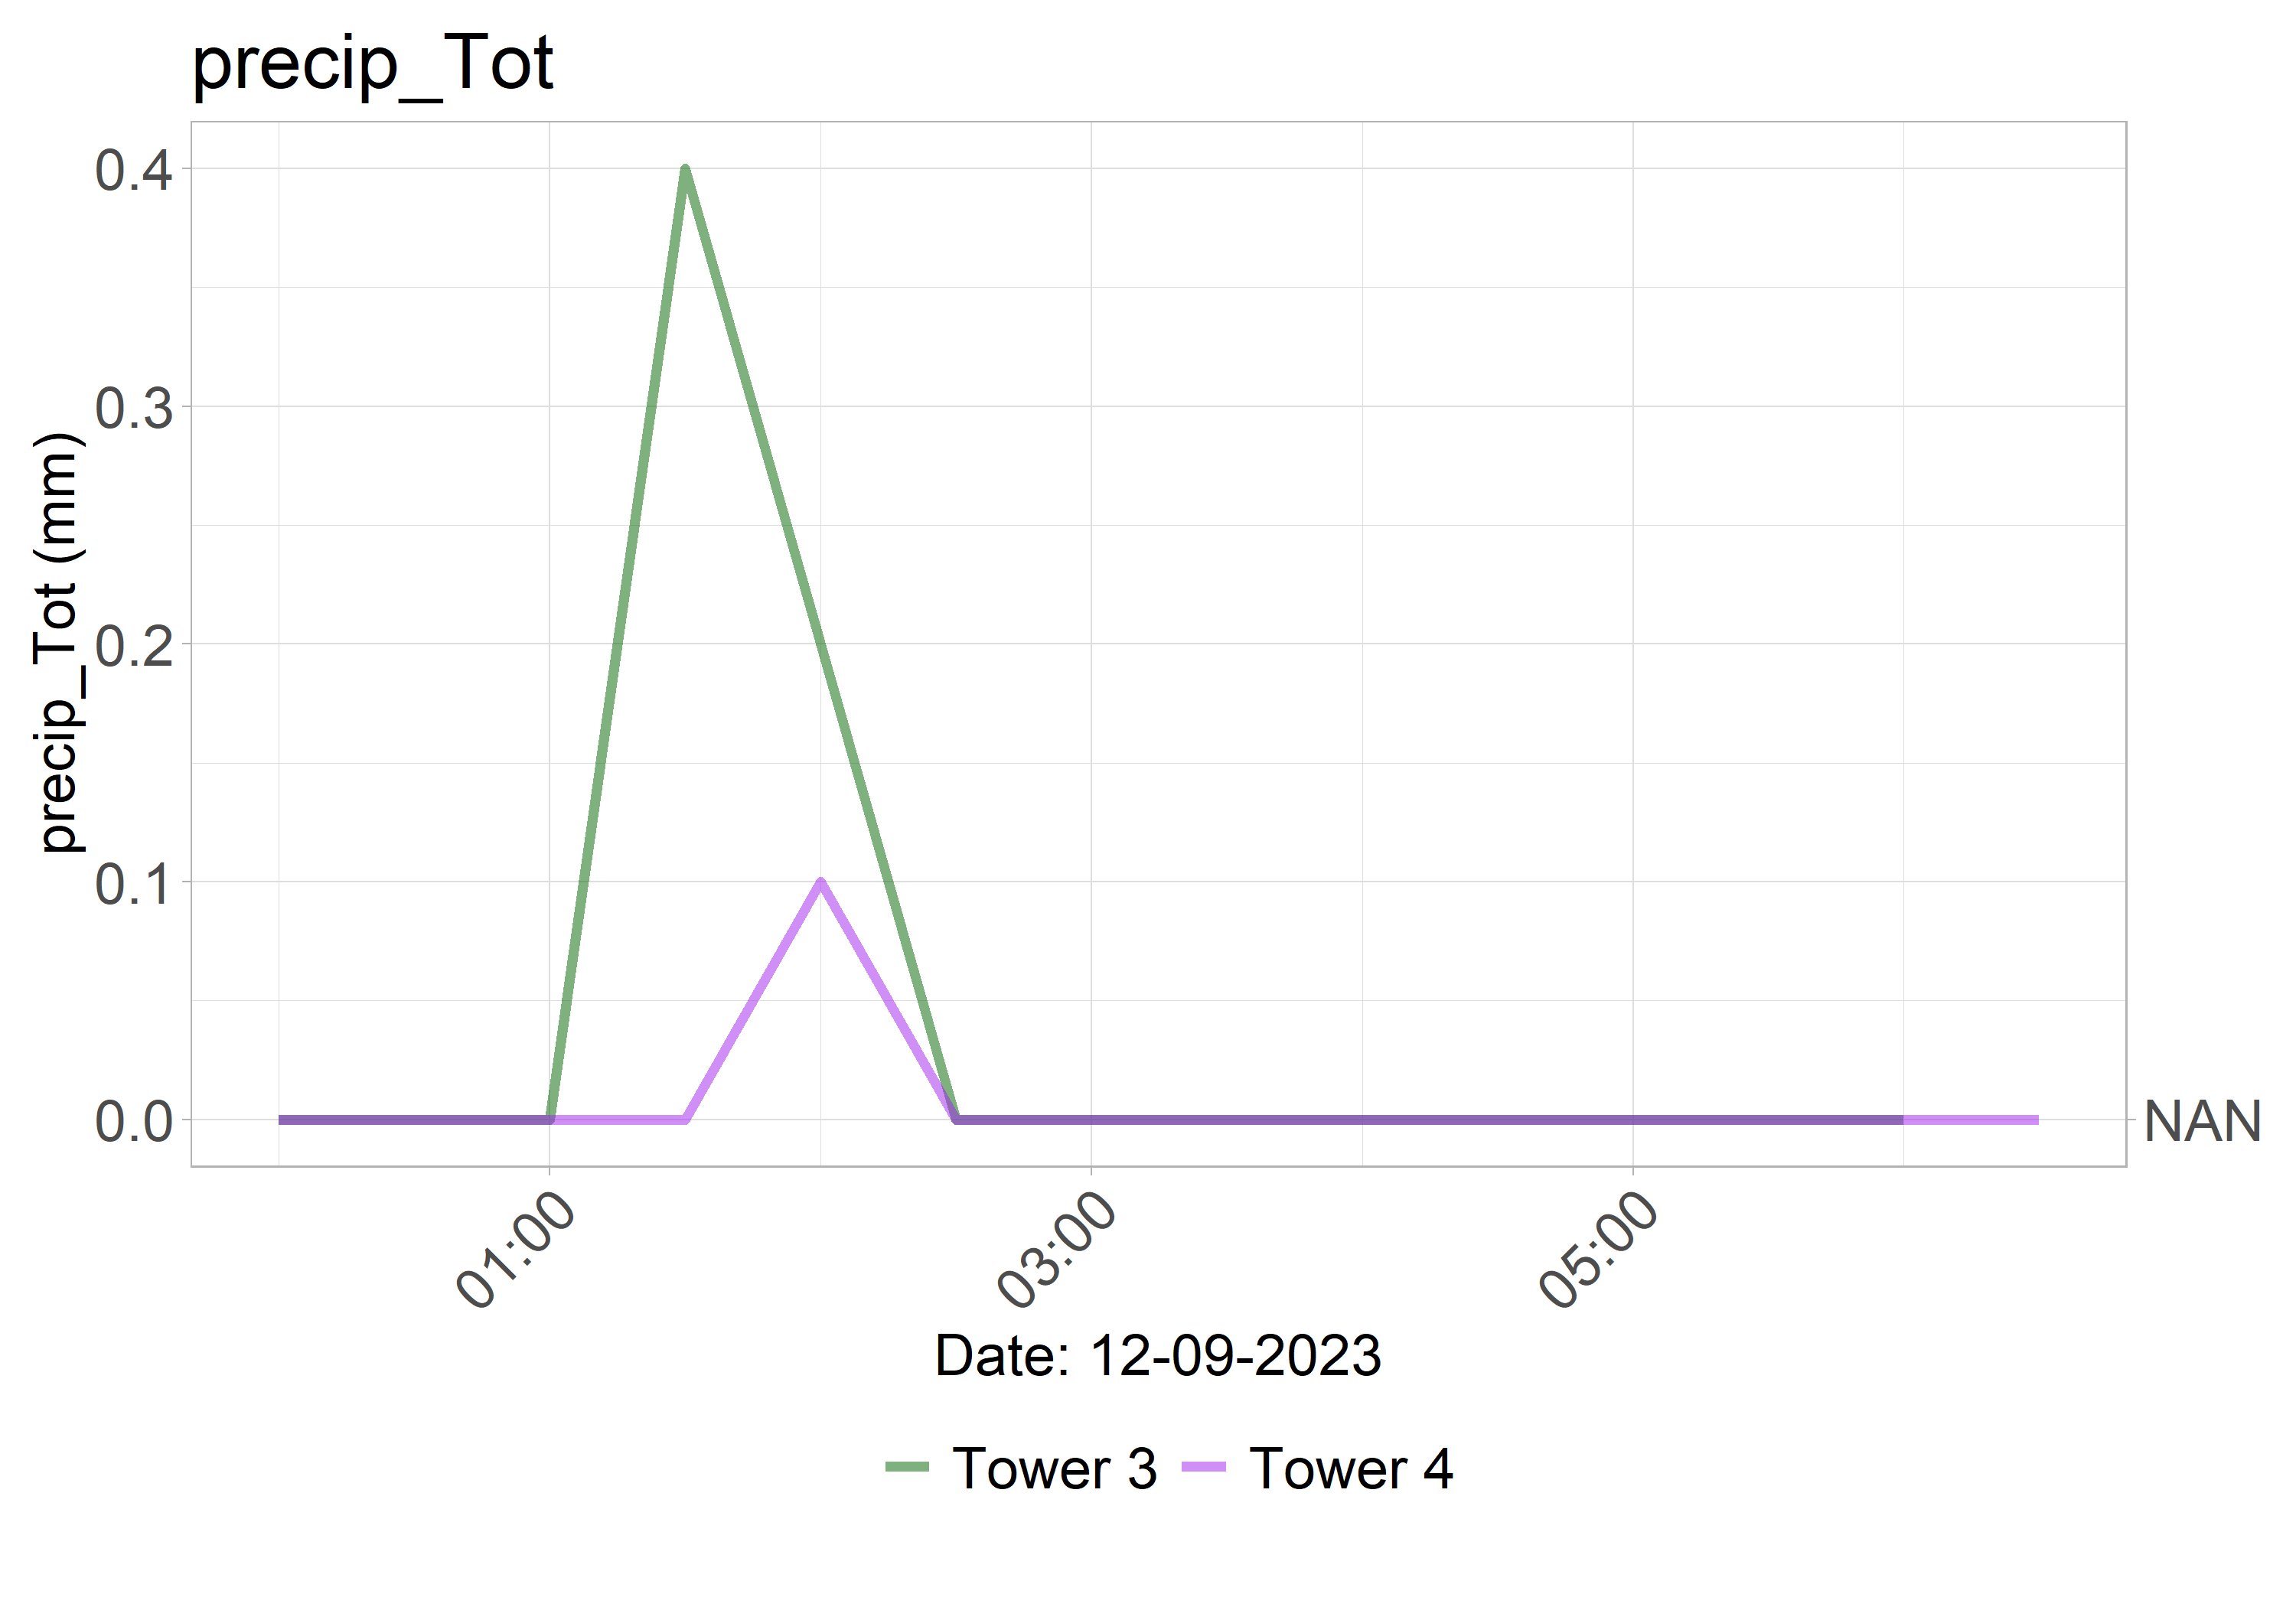 precip_Tot
precip_Tot (mm)
0.4
0.3
0.2
0.1
0.0
NAN
01:00
03:00
05:00
Date: 12-09-2023
Tower 3
Tower 4